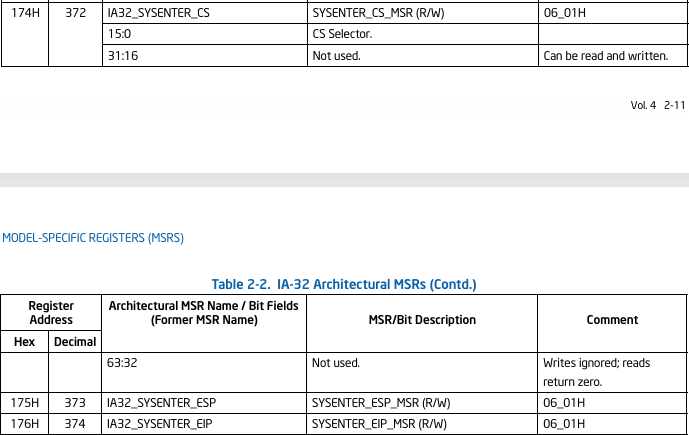 174H 372 IA32_SYSENTER_CS SYSENTER_CS_MSR (R/W) 06_01H
15:0 CS Selector.
31:16 Not used. Can be read and written.
Vol. 4 2-11
MODEL-SPECIFIC REGISTERS (MSRS)
Table 2-2. IA-32 Architectural MSRs (Contd.)
Register Address
Architectural MSR Name / Bit Fields
(Former MSR Name)
MSR/Bit Description
Comment
Hex Decimal
63:32 Not used. Writes ignored; reads
return zero.
175H 373 IA32_SYSENTER_ESP SYSENTER_ESP_MSR (R/W) 06_01H
176H 374 IA32_SYSENTER_EIP SYSENTER_EIP_MSR (R/W) 06_01H